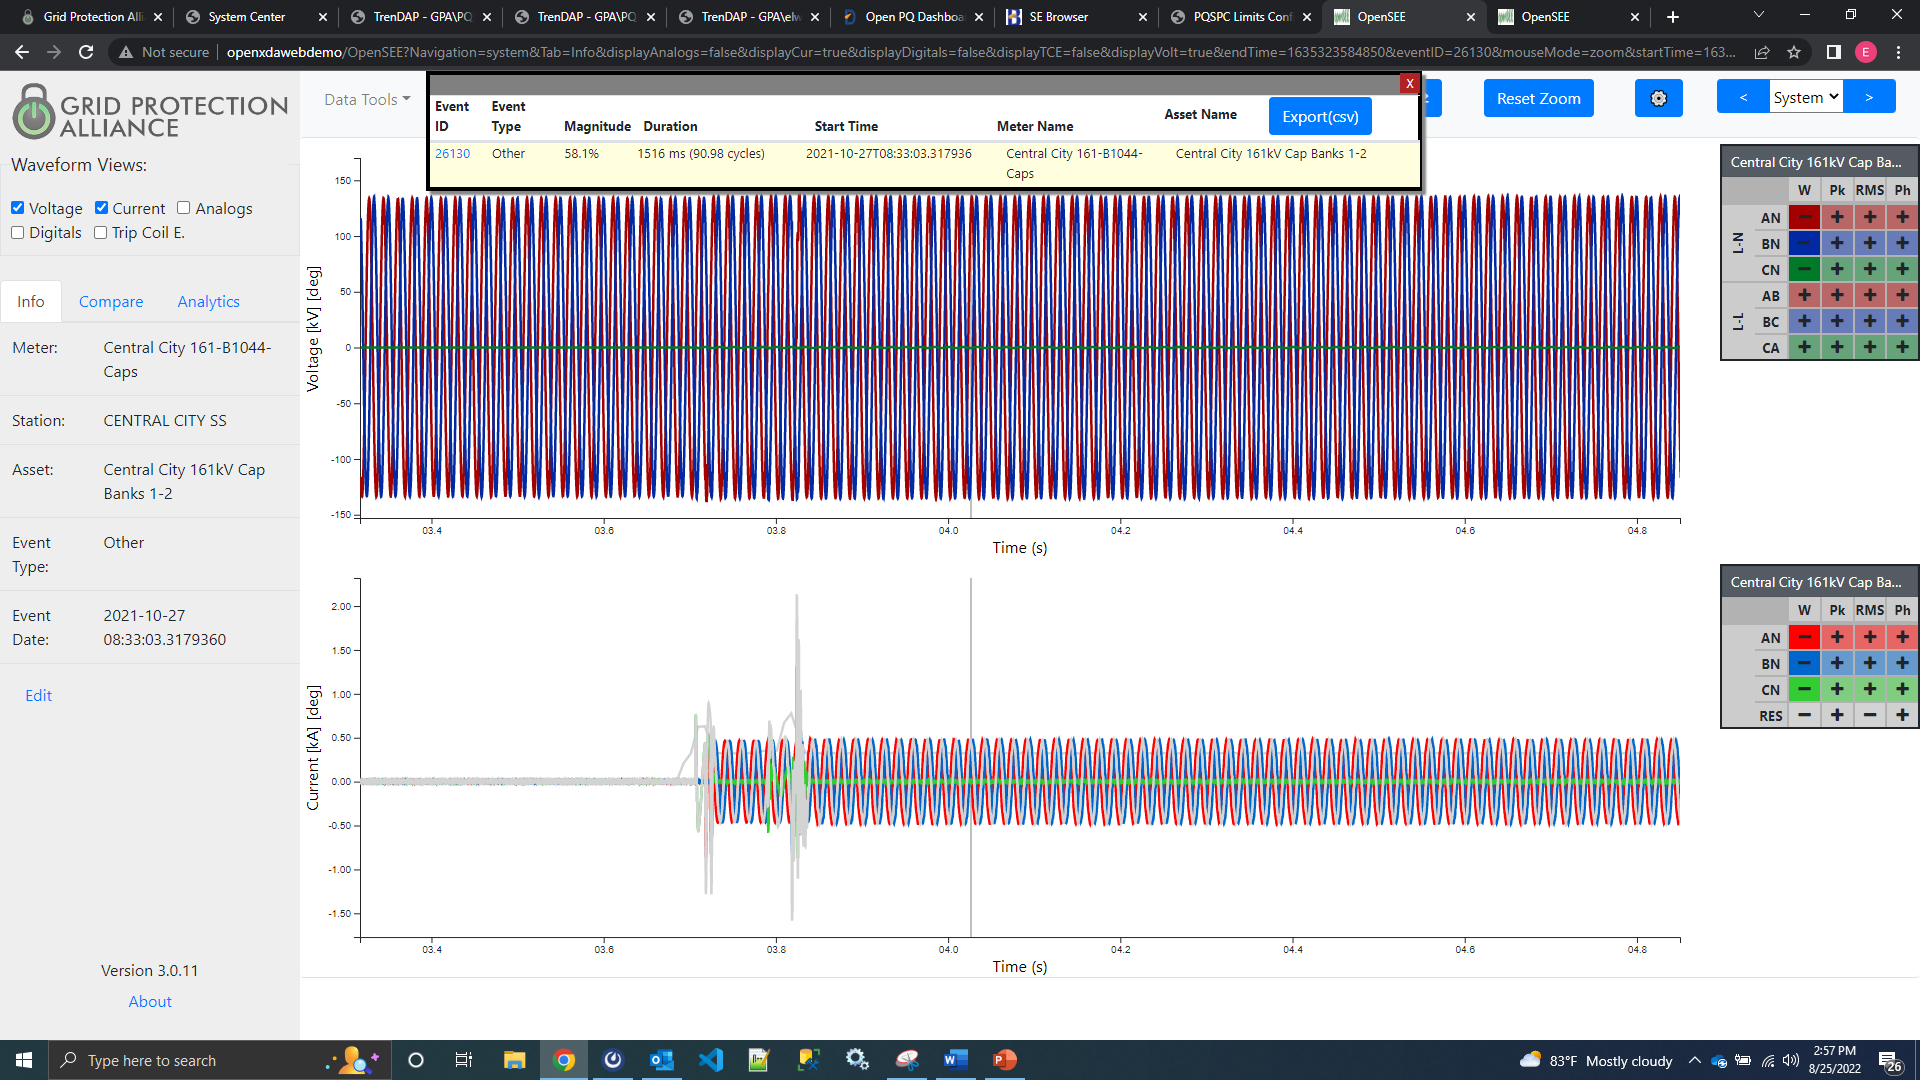 Grid Protection Alli
System Center
TrenDAP - GPA\PQ
TrenDAP - GPA\PQ
TrenDAP - GPA\elw
Open PQ Dashboa
SE Browser
PQSPC Limits Conf
OpenSEE
OpenSEE
Not secure
openxdawebdemo/OpenSEE?Navigation=system&Tab=Info&displayAnalogs=false&displayCur=true&displayDigitals=false&displayTCE=false&displayVolt=true&endTime=1635323584850&eventID=26130&mouseMode=zoom&startTime=163...
E
GRID PROTECTION
ALLIANCE
Data Tools
X
Event ID
Event Type
Magnitude
Duration
Start Time
Meter Name
Asset Name
Export(csv)
26130
Other
58.1%
1516 ms (90.98 cycles)
2021-10-27T08:33:03.317936
Central City 161-B1044-
Caps
Central City 161kV Cap Banks 1-2
Reset Zoom
<
System
>
Waveform Views:
Voltage
Current
Analogs
Digitals
Trip Coil E.
Info
Compare
Analytics
Meter:
Central City 161-B1044-
Caps
Station:
CENTRAL CITY SS
Asset:
Central City 161kV Cap
Banks 1-2
Event
Type:
Other
Event
Date:
2021-10-27
08:33:03.3179360
Edit
Version 3.0.11
About
Voltage [kV] [deg]
150
100
50
0
-50
-100
-150
03.4
03.6
03.8
04.0
04.2
04.4
04.6
04.8
Time (s)
Central City 161kV Cap Ba...
W Pk RMS Ph
L-N
AN
BN
CN
L-L
AB
BC
CA
Current [kA] [deg]
2.00
1.50
1.00
0.50
0.00
-0.50
-1.00
-1.50
03.4
03.6
03.8
04.0
04.2
04.4
04.6
04.8
Time (s)
Central City 161kV Cap Ba...
W Pk RMS Ph
AN
BN
CN
RES
Type here to search
83°F Mostly cloudy
2:57 PM
8/25/2022
26